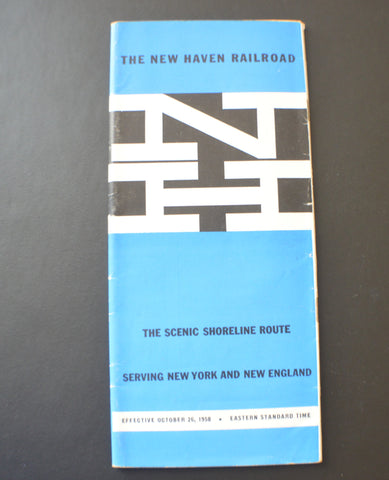 THE NEW HAVEN RAILROAD
N
H
THE SCENIC SHORELINE ROUTE
SERVING NEW YORK AND NEW ENGLAND
EFFECTIVE OCTOBER 26, 1958 • EASTERN STANDARD TIME